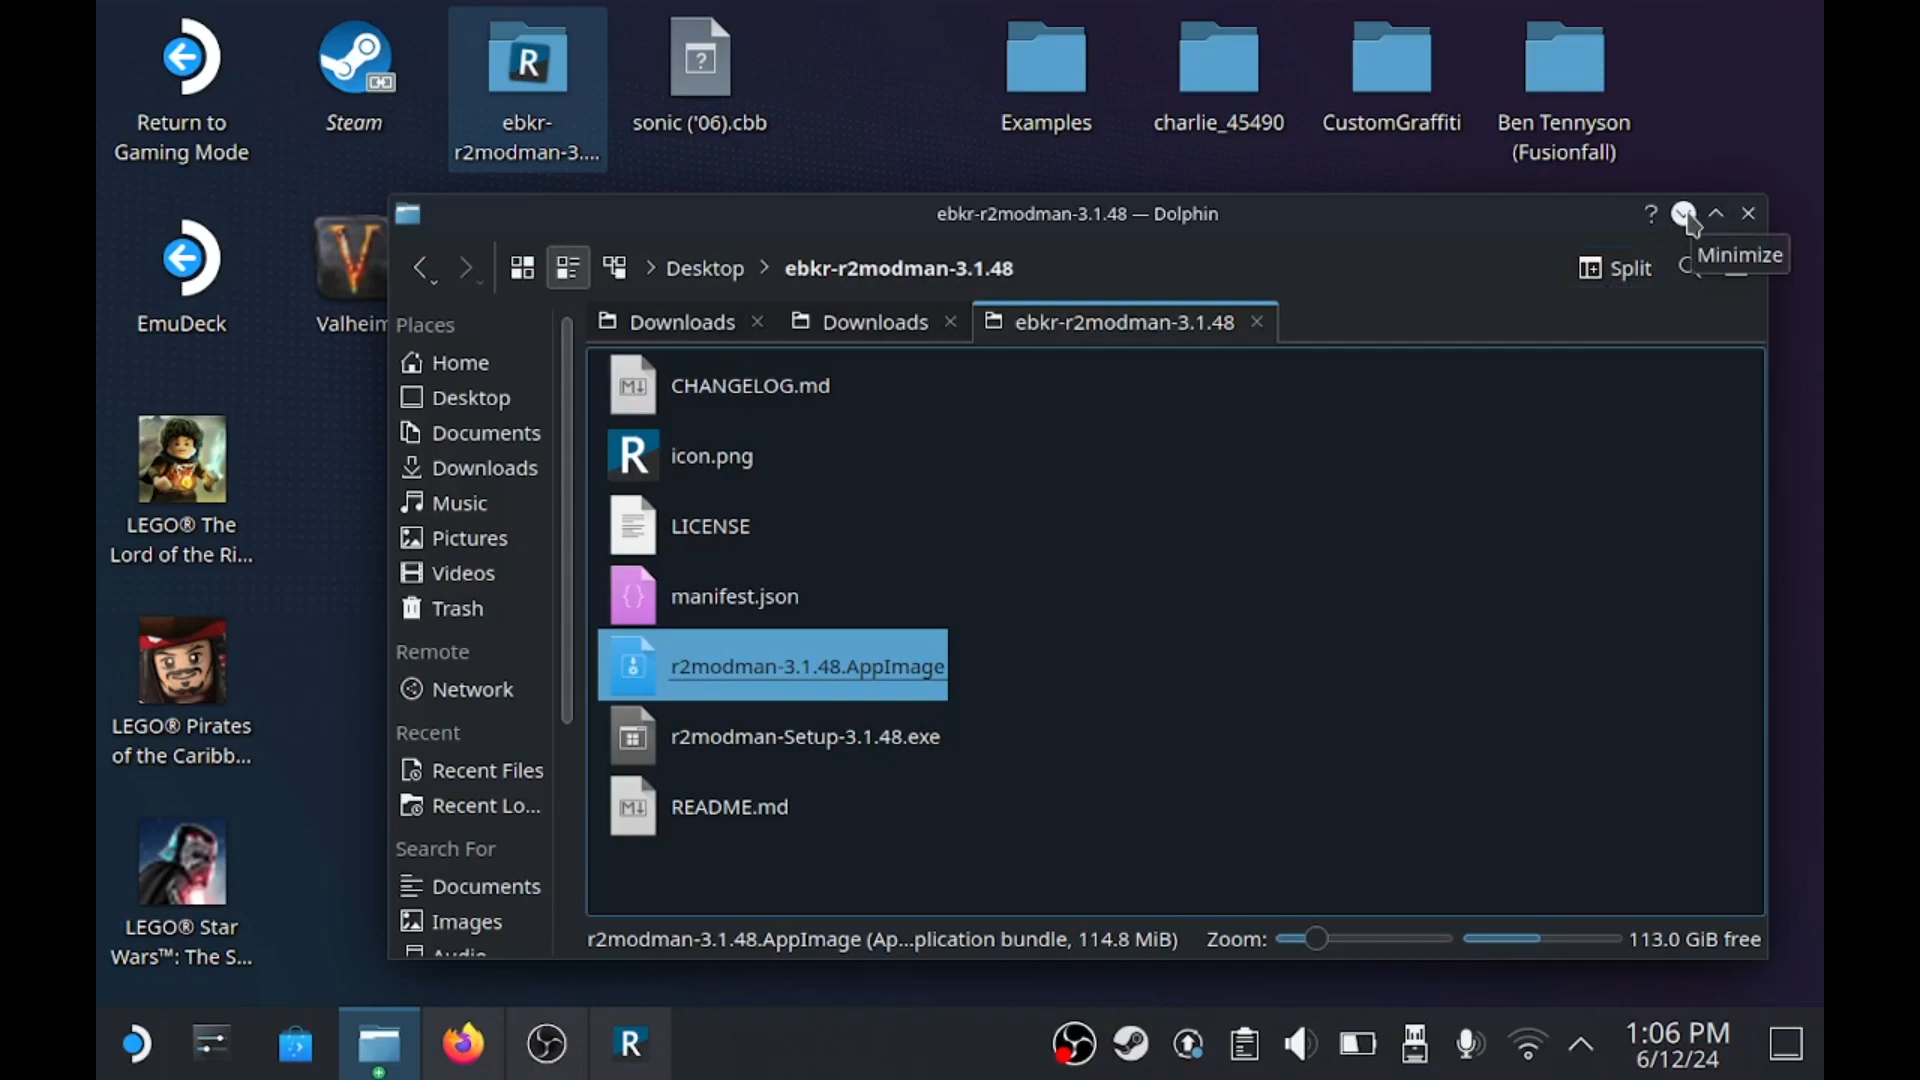 Return to
Gaming Mode
Steam
ebkr-
r2modman-3....
sonic ('06).cbb
Examples
charlie_45490
CustomGraffiti
Ben Tennyson
(Fusionfall)
EmuDeck
Valheim
LEGO® The
Lord of the Ri...
LEGO® Pirates
of the Caribb...
LEGO® Star
Wars™: The S...
ebkr-r2modman-3.1.48 — Dolphin
Minimize
Desktop
ebkr-r2modman-3.1.48
Split
Places
Home
Desktop
Documents
Downloads
Music
Pictures
Videos
Trash
Remote
Network
Recent
Recent Files
Recent Lo...
Search For
Documents
Images
Audio
Downloads
Downloads
ebkr-r2modman-3.1.48
CHANGELOG.md
R icon.png
LICENSE
manifest.json
r2modman-3.1.48.AppImage
r2modman-Setup-3.1.48.exe
README.md
r2modman-3.1.48.AppImage (Ap...plication bundle, 114.8 MiB)
Zoom:
113.0 GiB free
R
1:06 PM
6/12/24